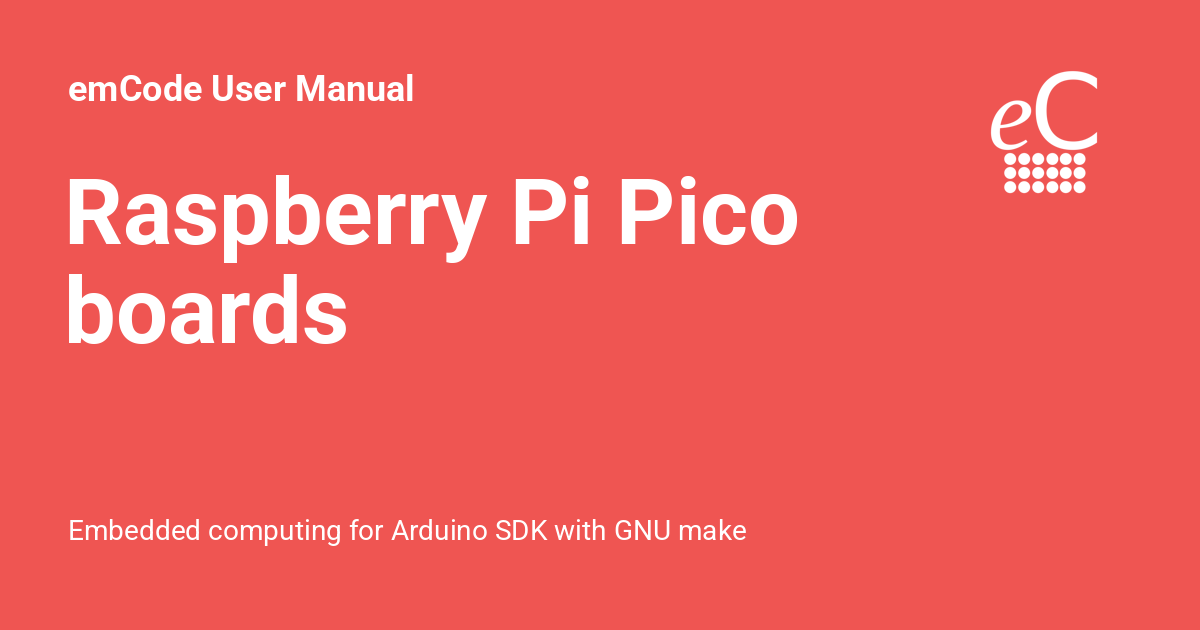 emCode User Manual
eC
Raspberry Pi Pico
boards
Embedded computing for Arduino SDK with GNU make